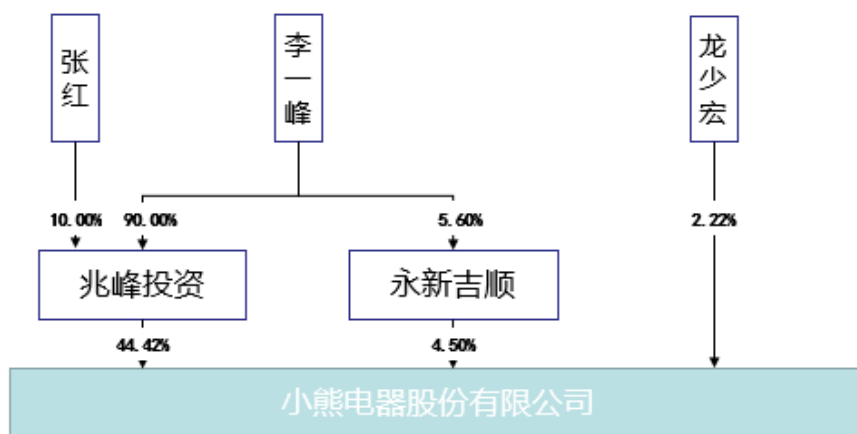 张红
李一峰
龙少宏
10.00%
90.00%
5.60%
2.22%
兆峰投资
永新吉顺
44.42%
4.50%
小熊电器股份有限公司